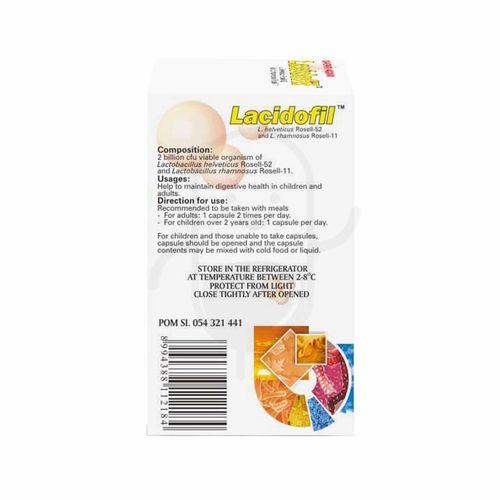 Lacidofil™
L. helveticus Rosell-52
and L. rhamnosus Rosell-11
Composition:
2 billion cfu viable organism of
Lactobacillus helveticus Rosell-52
and Lactobacillus rhamnosus Rosell-11.
Usages:
Help to maintain digestive health in children and
adults.
Direction for use:
Recommended to be taken with meals
- For adults: 1 capsule 2 times per day.
- For children over 2 years old: 1 capsule per day.
For children and those unable to take capsules,
capsule should be opened and the capsule
contents may be mixed with cold food or liquid.
STORE IN THE REFRIGERATOR
AT TEMPERATURE BETWEEN 2-8°C
PROTECT FROM LIGHT
CLOSE TIGHTLY AFTER OPENED
POM SI. 054 321 441
8994388112184